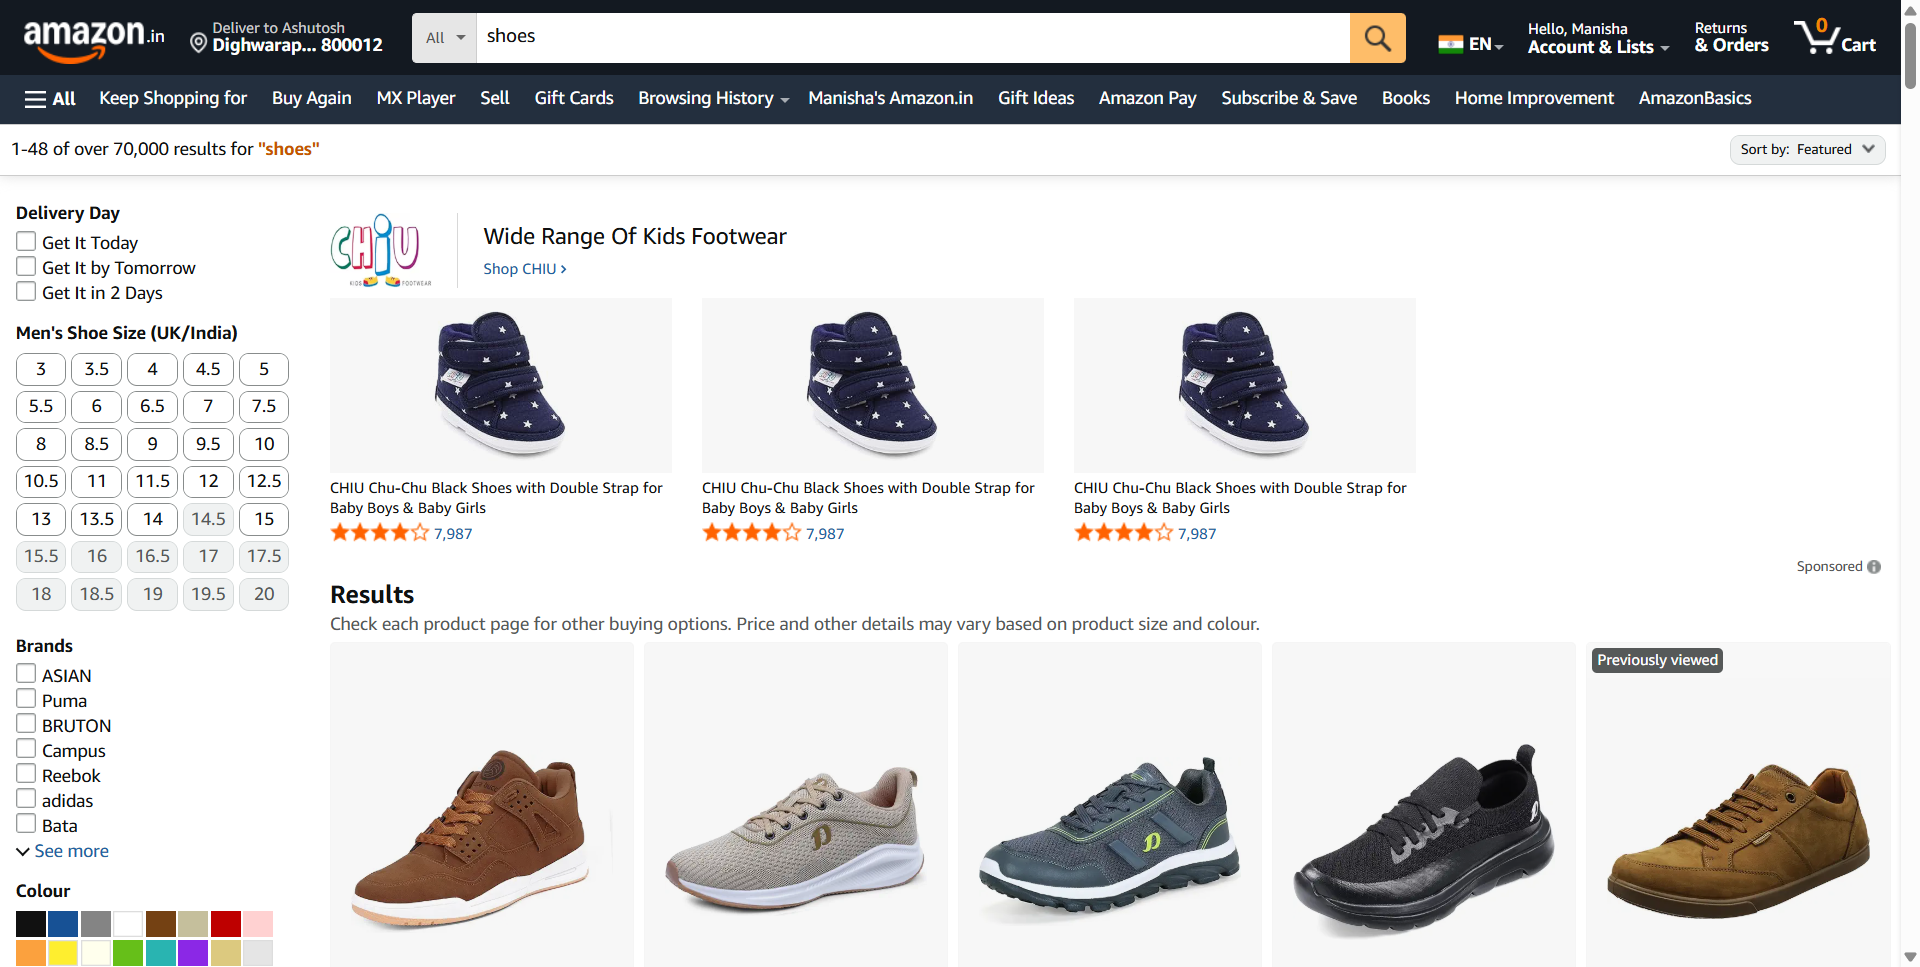 amazon.in
Deliver to Ashutosh
Dighwarap... 800012
All
shoes
EN
Hello, Manisha
Account & Lists
Returns
& Orders
0
Cart
All
Keep Shopping for
Buy Again
MX Player
Sell
Gift Cards
Browsing History
Manisha's Amazon.in
Gift Ideas
Amazon Pay
Subscribe & Save
Books
Home Improvement
AmazonBasics
1-48 of over 70,000 results for "shoes"
Sort by: Featured
Delivery Day
Get It Today
Get It by Tomorrow
Get It in 2 Days
Men's Shoe Size (UK/India)
3 3.5 4 4.5 5
5.5 6 6.5 7 7.5
8 8.5 9 9.5 10
10.5 11 11.5 12 12.5
13 13.5 14 14.5 15
15.5 16 16.5 17 17.5
18 18.5 19 19.5 20
Brands
ASIAN
Puma
BRUTON
Campus
Reebok
adidas
Bata
See more
Colour
CHIU
KIDS FOOTWEAR
Wide Range Of Kids Footwear
Shop CHIU ›
CHIU Chu-Chu Black Shoes with Double Strap for
Baby Boys & Baby Girls
7,987
CHIU Chu-Chu Black Shoes with Double Strap for
Baby Boys & Baby Girls
7,987
CHIU Chu-Chu Black Shoes with Double Strap for
Baby Boys & Baby Girls
7,987
Sponsored
Results
Check each product page for other buying options. Price and other details may vary based on product size and colour.
Previously viewed